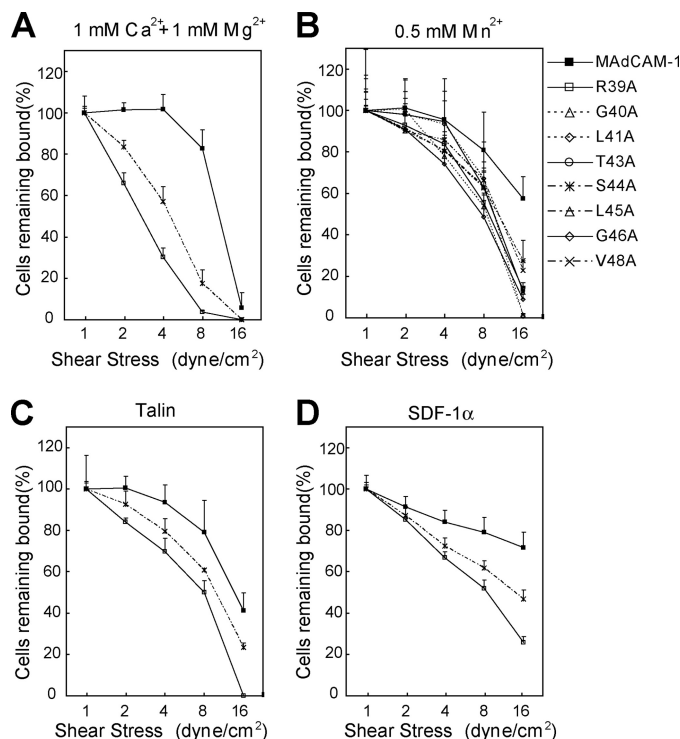 A
1 mM Ca²⁺+ 1 mM Mg²⁺
Cells remaining bound(%)
120
100
80
60
40
20
0
1 2 4 8 16
Shear Stress (dyne/cm²)
B
0.5 mM Mn²⁺
Cells remaining bound(%)
120
100
80
60
40
20
0
1 2 4 8 16
Shear Stress (dyne/cm²)
MAdCAM-1
R39A
G40A
L41A
T43A
S44A
L45A
G46A
V48A
C
Talin
Cells remaining bound(%)
120
100
80
60
40
20
0
1 2 4 8 16
Shear Stress (dyne/cm²)
D
SDF-1α
Cells remaining bound(%)
120
100
80
60
40
20
0
1 2 4 8 16
Shear Stress (dyne/cm²)